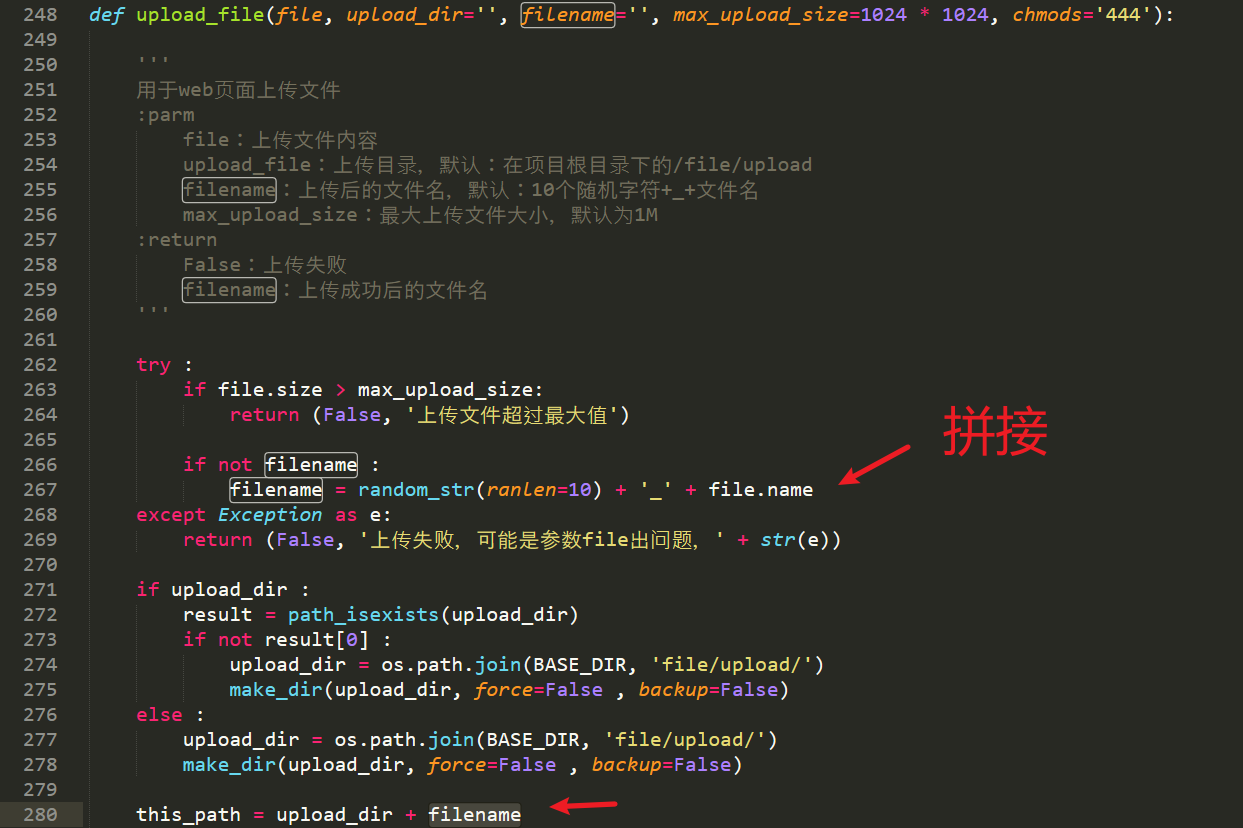 248 def upload_file(file, upload_dir='', filename='', max_upload_size=1024 * 1024, chmods='444'):
249
250 '''
251 用于web页面上传文件
252 :parm
253 file：上传文件内容
254 upload_file：上传目录，默认：在项目根目录下的/file/upload
255 filename：上传后的文件名，默认：10个随机字符+_+文件名
256 max_upload_size：最大上传文件大小，默认为1M
257 :return
258 False：上传失败
259 filename：上传成功后的文件名
260 '''
261
262 try :
263 if file.size > max_upload_size:
264 return (False, '上传文件超过最大值')
265
拼接
266 if not filename :
267 filename = random_str(ranlen=10) + '_' + file.name
268 except Exception as e:
269 return (False, '上传失败，可能是参数file出问题，' + str(e))
270
271 if upload_dir :
272 result = path_isexists(upload_dir)
273 if not result[0] :
274 upload_dir = os.path.join(BASE_DIR, 'file/upload/')
275 make_dir(upload_dir, force=False , backup=False)
276 else :
277 upload_dir = os.path.join(BASE_DIR, 'file/upload/')
278 make_dir(upload_dir, force=False , backup=False)
279
280 this_path = upload_dir + filename